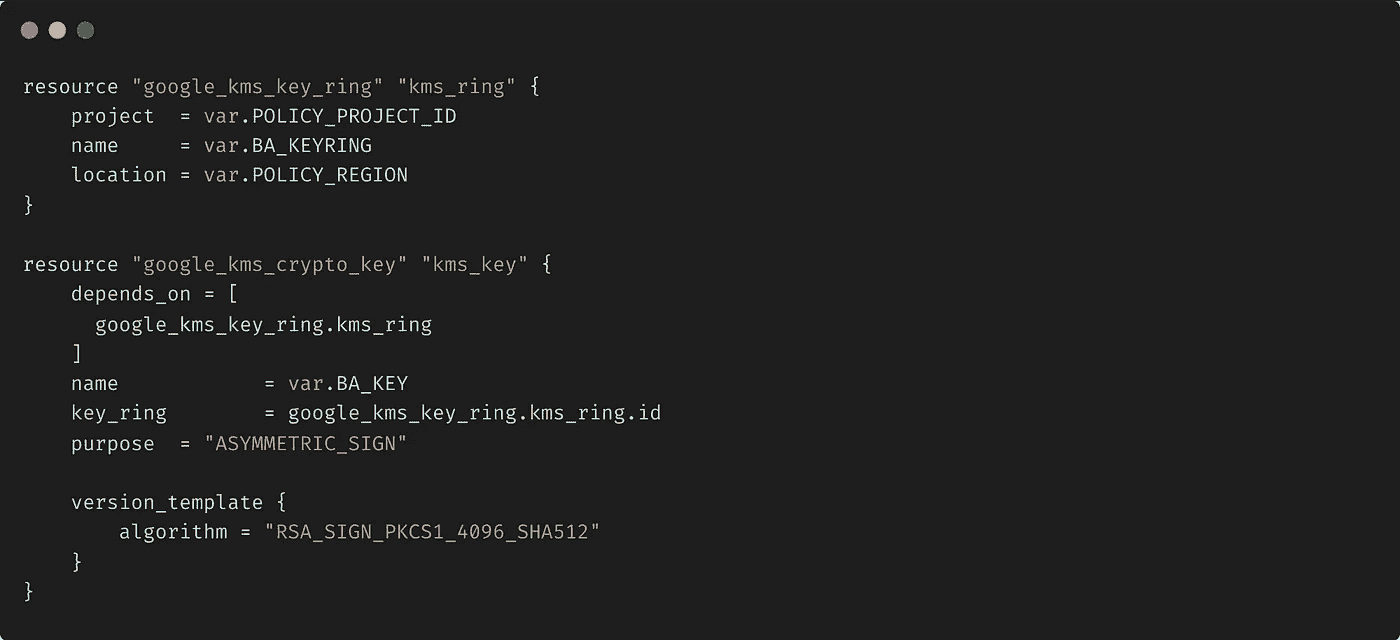 resource "google_kms_key_ring" "kms_ring" {
    project  = var.POLICY_PROJECT_ID
    name     = var.BA_KEYRING
    location = var.POLICY_REGION
}

resource "google_kms_crypto_key" "kms_key" {
    depends_on = [
      google_kms_key_ring.kms_ring
    ]
    name            = var.BA_KEY
    key_ring        = google_kms_key_ring.kms_ring.id
    purpose  = "ASYMMETRIC_SIGN"

    version_template {
        algorithm = "RSA_SIGN_PKCS1_4096_SHA512"
    }
}